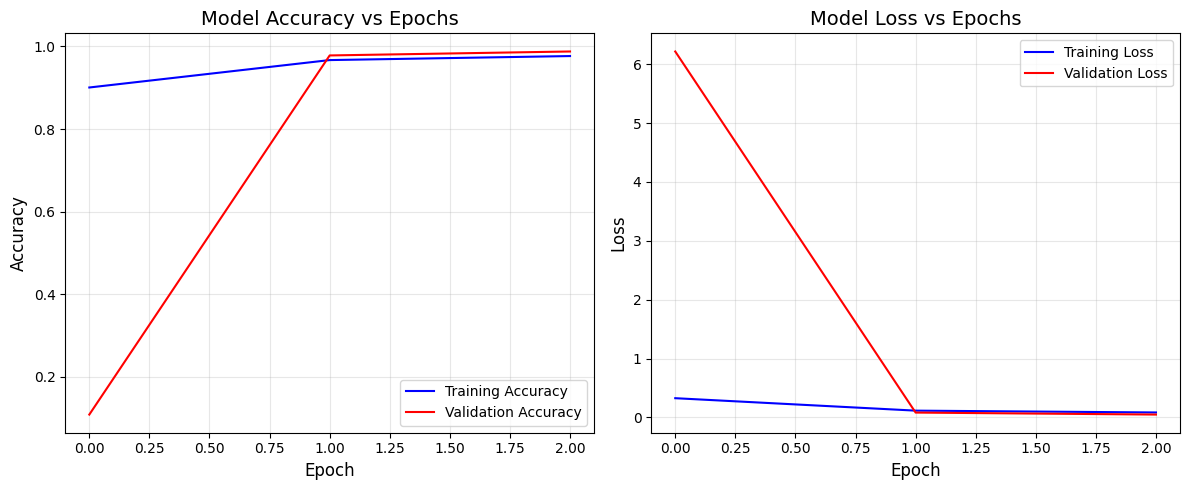 Model Accuracy vs Epochs
Accuracy
1.0
0.8
0.6
0.4
0.2
0.00 0.25 0.50 0.75 1.00 1.25 1.50 1.75 2.00
Epoch
Training Accuracy
Validation Accuracy
Model Loss vs Epochs
Loss
6
5
4
3
2
1
0
0.00 0.25 0.50 0.75 1.00 1.25 1.50 1.75 2.00
Epoch
Training Loss
Validation Loss